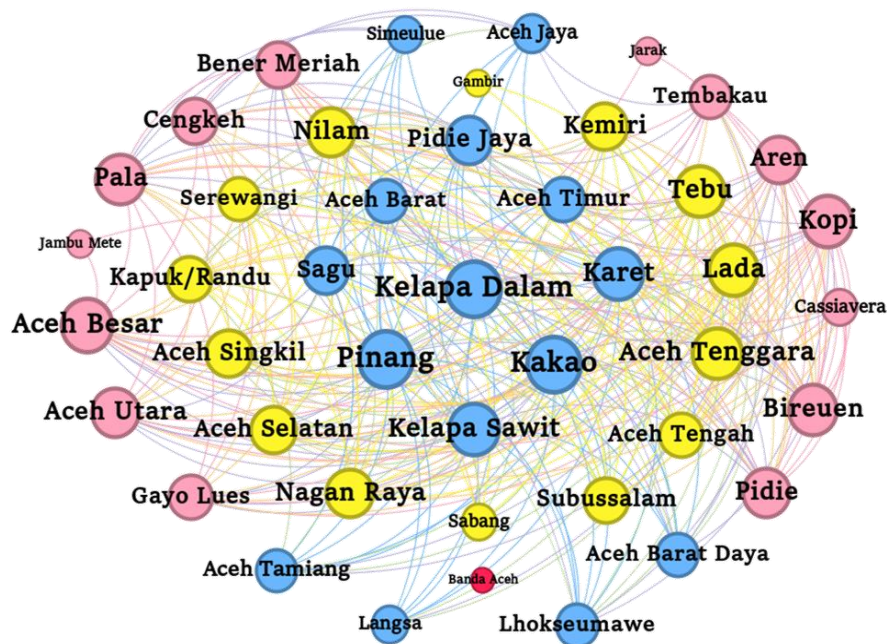 Simeulue
Aceh Jaya
Jarak
Bener Meriah
Gambir
Tembakau
Cengkeh
Nilam
Pidie Jaya
Kemiri
Aren
Pala
Serewangi
Aceh Barat
Aceh Timur
Tebu
Kopi
Jambu Mete
Kapuk/Randu
Sagu
Kelapa Dalam
Karet
Lada
Cassiavera
Aceh Besar
Aceh Singkil
Pinang
Kakao
Aceh Tenggara
Aceh Utara
Aceh Selatan
Kelapa Sawit
Aceh Tengah
Bireuen
Gayo Lues
Nagan Raya
Sabang
Subussalam
Pidie
Aceh Tamiang
Banda Aceh
Aceh Barat Daya
Langsa
Lhokseumawe